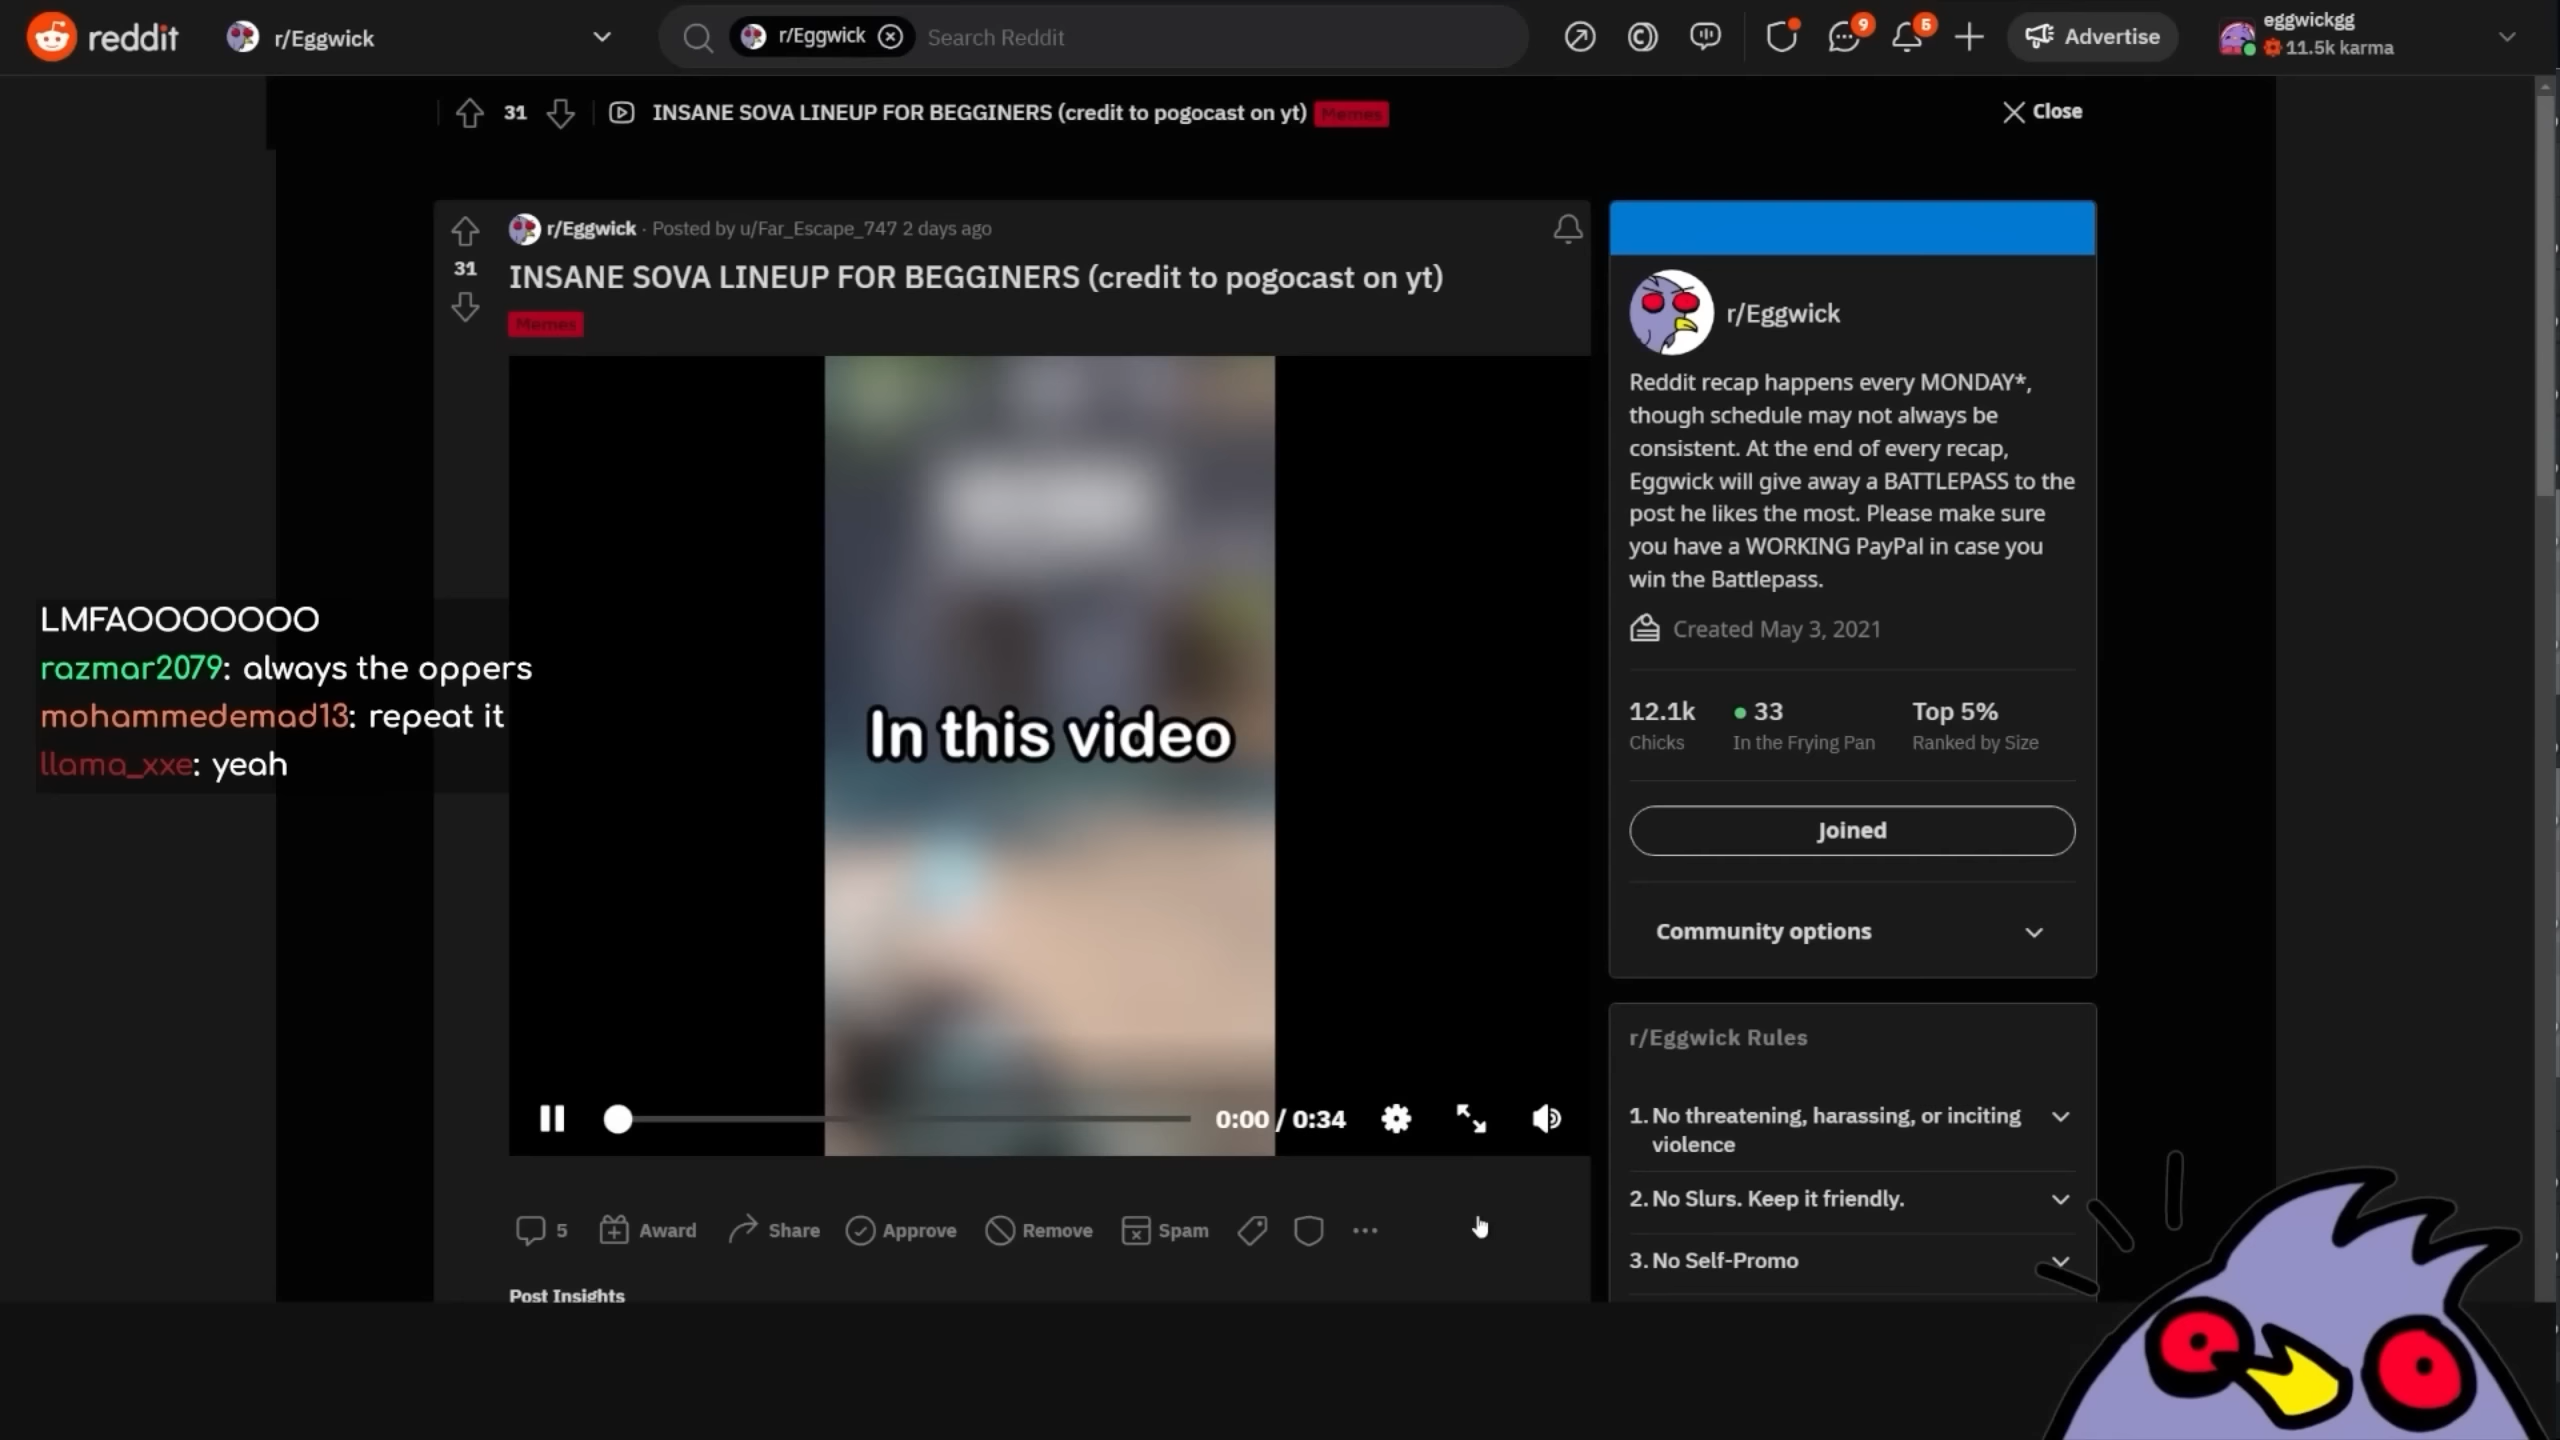 reddit
r/Eggwick
r/Eggwick
Search Reddit
9
5
Advertise
eggwickgg
11.5k karma
31
INSANE SOVA LINEUP FOR BEGGINERS (credit to pogocast on yt)
Memes
Close
r/Eggwick · Posted by u/Far_Escape_747 2 days ago
31
INSANE SOVA LINEUP FOR BEGGINERS (credit to pogocast on yt)
Memes
In this video
0:00 / 0:34
5
Award
Share
Approve
Remove
Spam
Post Insights
LMFAOOOOOOO
razmar2079: always the oppers
mohammedemad13: repeat it
llama_xxe: yeah
r/Eggwick
Reddit recap happens every MONDAY*,
though schedule may not always be
consistent. At the end of every recap,
Eggwick will give away a BATTLEPASS to the
post he likes the most. Please make sure
you have a WORKING PayPal in case you
win the Battlepass.
Created May 3, 2021
12.1k
33
Top 5%
Chicks
In the Frying Pan
Ranked by Size
Joined
Community options
r/Eggwick Rules
1. No threatening, harassing, or inciting
violence
2. No Slurs. Keep it friendly.
3. No Self-Promo